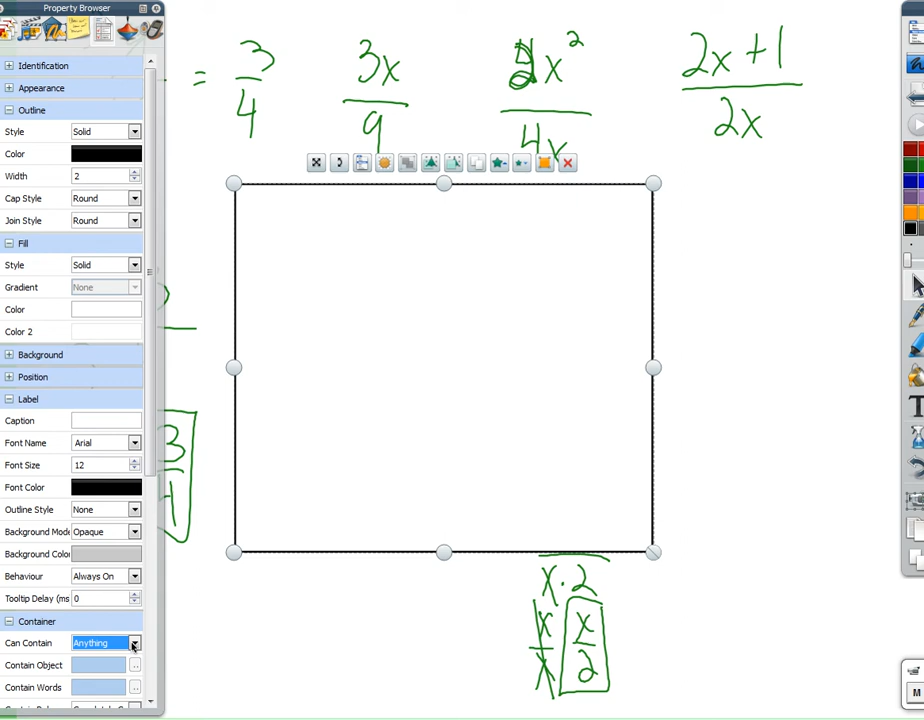 Property Browser
Identification
Appearance
Outline
Style Solid
Color
Width 2
Cap Style Round
Join Style Round
Fill
Style Solid
Gradient None
Color
Color 2
Background
Position
Label
Caption
Font Name Arial
Font Size 12
Font Color
Outline Style None
Background Mode Opaque
Background Colo
Behaviour Always On
Tooltip Delay (ms 0
Container
Can Contain Anything
Contain Object
Contain Words
= 3/4
3x/9
2x²/4x
2x+1/2x
3/4
x·2
x/x
x/2
T
M